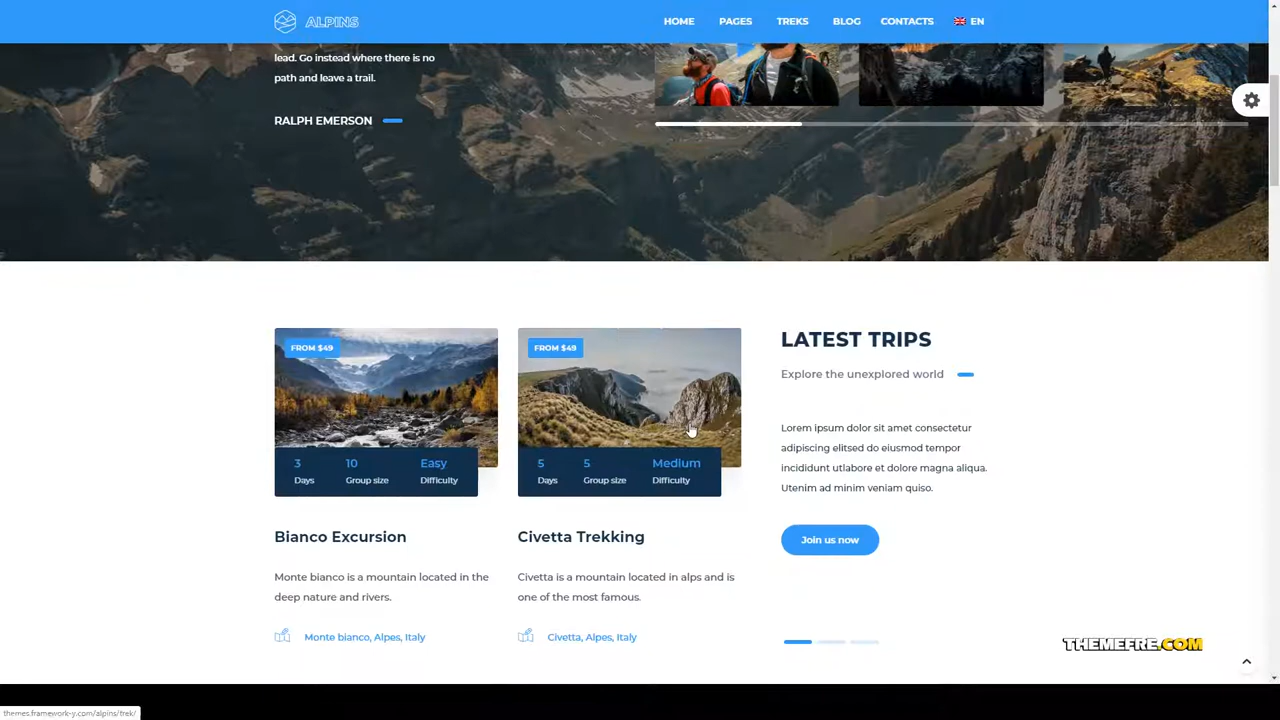 ALPINS
HOME PAGES TREKS BLOG CONTACTS EN
lead. Go instead where there is no
path and leave a trail.
RALPH EMERSON
FROM $49
3 10 Easy
Days Group size Difficulty
Bianco Excursion
Monte bianco is a mountain located in the
deep nature and rivers.
Monte bianco, Alpes, Italy
FROM $49
5 5 Medium
Days Group size Difficulty
Civetta Trekking
Civetta is a mountain located in alps and is
one of the most famous.
Civetta, Alpes, Italy
LATEST TRIPS
Explore the unexplored world
Lorem ipsum dolor sit amet consectetur
adipiscing elitsed do eiusmod tempor
incididunt utlabore et dolore magna aliqua.
Utenim ad minim veniam quiso.
Join us now
THEMEFRE.COM
themes.framework-y.com/alpins/trek/